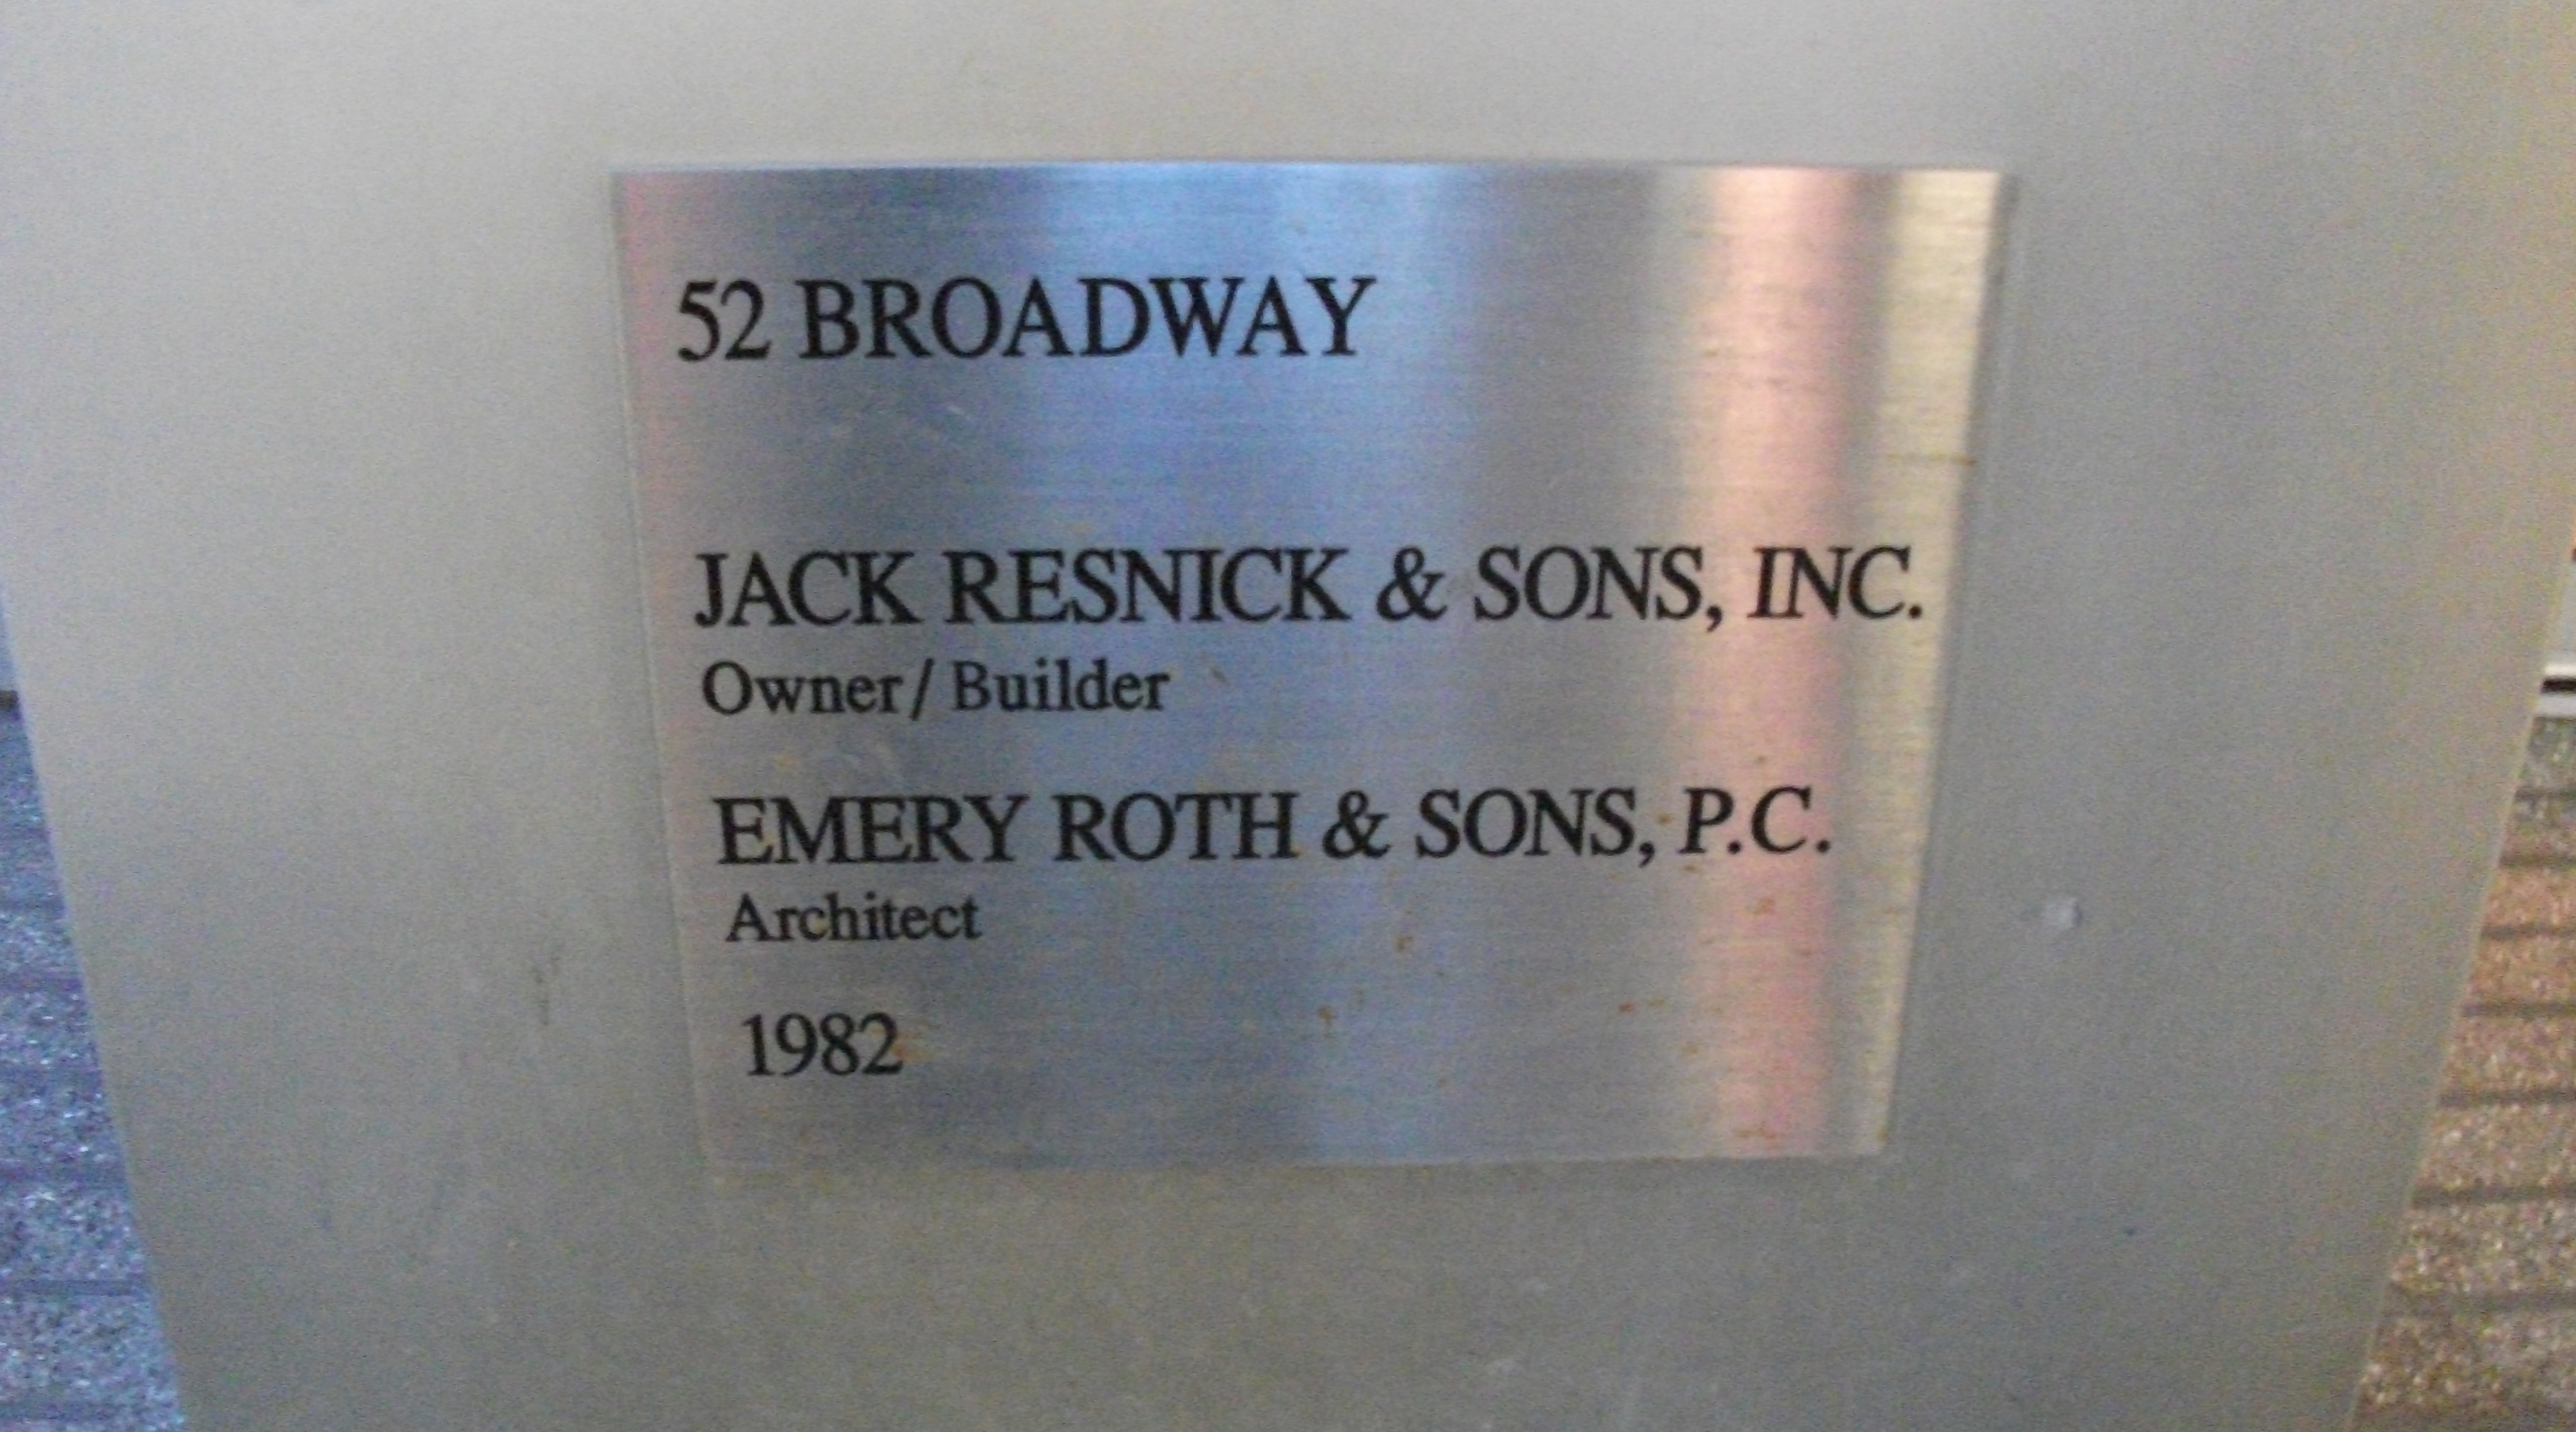 52 BROADWAY
JACK RESNICK & SONS, INC.
Owner/Builder
EMERY ROTH & SONS, P.C.
Architect
1982